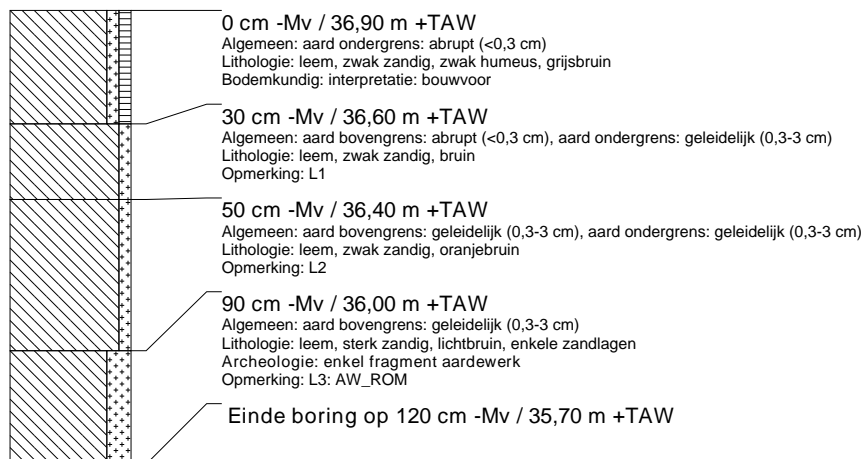 0 cm -Mv / 36,90 m +TAW
Algemeen: aard ondergrens: abrupt (<0,3 cm)
Lithologie: leem, zwak zandig, zwak humeus, grijsbruin
Bodemkundig: interpretatie: bouwvoor
30 cm -Mv / 36,60 m +TAW
Algemeen: aard bovengrens: abrupt (<0,3 cm), aard ondergrens: geleidelijk (0,3-3 cm)
Lithologie: leem, zwak zandig, bruin
Opmerking: L1
50 cm -Mv / 36,40 m +TAW
Algemeen: aard bovengrens: geleidelijk (0,3-3 cm), aard ondergrens: geleidelijk (0,3-3 cm)
Lithologie: leem, zwak zandig, oranjebruin
Opmerking: L2
90 cm -Mv / 36,00 m +TAW
Algemeen: aard bovengrens: geleidelijk (0,3-3 cm)
Lithologie: leem, sterk zandig, lichtbruin, enkele zandlagen
Archeologie: enkel fragment aardewerk
Opmerking: L3: AW_ROM
Einde boring op 120 cm -Mv / 35,70 m +TAW